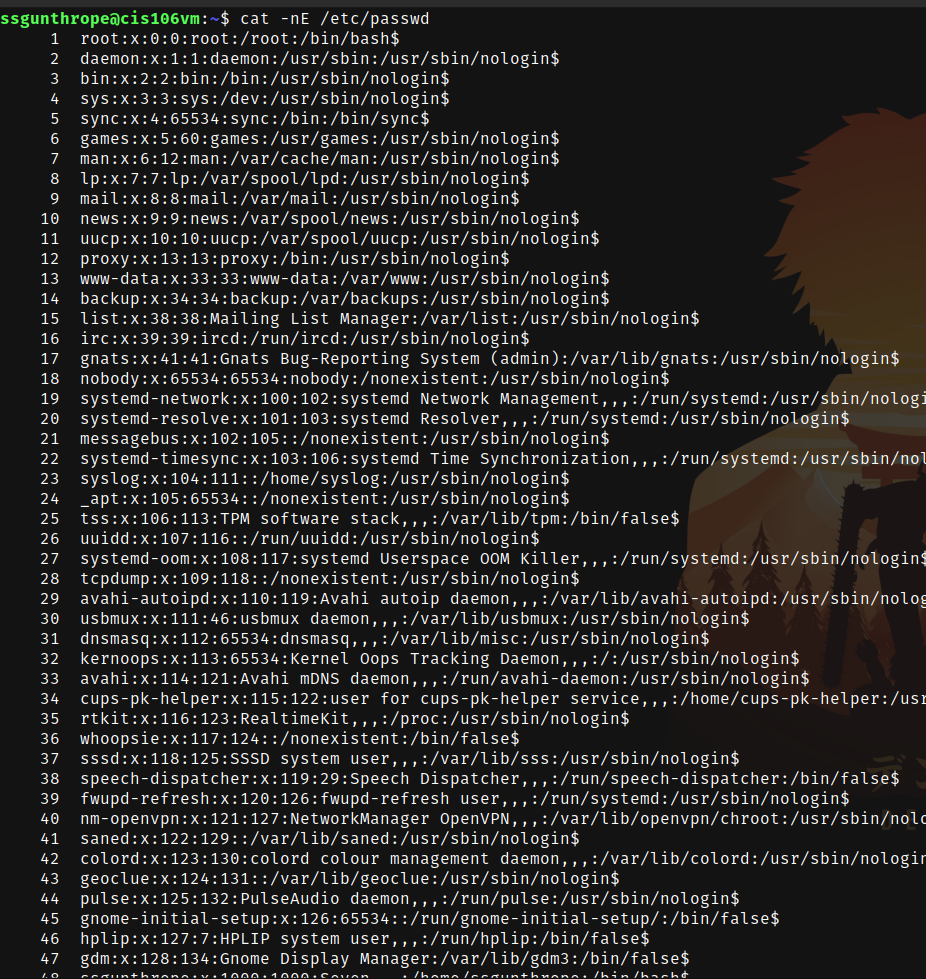 ssgunthrope@cis106vm:~$ cat -nE /etc/passwd
1 root:x:0:0:root:/root:/bin/bash$
2 daemon:x:1:1:daemon:/usr/sbin:/usr/sbin/nologin$
3 bin:x:2:2:bin:/bin:/usr/sbin/nologin$
4 sys:x:3:3:sys:/dev:/usr/sbin/nologin$
5 sync:x:4:65534:sync:/bin:/bin/sync$
6 games:x:5:60:games:/usr/games:/usr/sbin/nologin$
7 man:x:6:12:man:/var/cache/man:/usr/sbin/nologin$
8 lp:x:7:7:lp:/var/spool/lpd:/usr/sbin/nologin$
9 mail:x:8:8:mail:/var/mail:/usr/sbin/nologin$
10 news:x:9:9:news:/var/spool/news:/usr/sbin/nologin$
11 uucp:x:10:10:uucp:/var/spool/uucp:/usr/sbin/nologin$
12 proxy:x:13:13:proxy:/bin:/usr/sbin/nologin$
13 www-data:x:33:33:www-data:/var/www:/usr/sbin/nologin$
14 backup:x:34:34:backup:/var/backups:/usr/sbin/nologin$
15 list:x:38:38:Mailing List Manager:/var/list:/usr/sbin/nologin$
16 irc:x:39:39:ircd:/run/ircd:/usr/sbin/nologin$
17 gnats:x:41:41:Gnats Bug-Reporting System (admin):/var/lib/gnats:/usr/sbin/nologin$
18 nobody:x:65534:65534:nobody:/nonexistent:/usr/sbin/nologin$
19 systemd-network:x:100:102:systemd Network Management,,,:/run/systemd:/usr/sbin/nologi
20 systemd-resolve:x:101:103:systemd Resolver,,,:/run/systemd:/usr/sbin/nologin$
21 messagebus:x:102:105::/nonexistent:/usr/sbin/nologin$
22 systemd-timesync:x:103:106:systemd Time Synchronization,,,:/run/systemd:/usr/sbin/nol
23 syslog:x:104:111::/home/syslog:/usr/sbin/nologin$
24 _apt:x:105:65534::/nonexistent:/usr/sbin/nologin$
25 tss:x:106:113:TPM software stack,,,:/var/lib/tpm:/bin/false$
26 uuidd:x:107:116::/run/uuidd:/usr/sbin/nologin$
27 systemd-oom:x:108:117:systemd Userspace OOM Killer,,,:/run/systemd:/usr/sbin/nologin$
28 tcpdump:x:109:118::/nonexistent:/usr/sbin/nologin$
29 avahi-autoipd:x:110:119:Avahi autoip daemon,,,:/var/lib/avahi-autoipd:/usr/sbin/nolog
30 usbmux:x:111:46:usbmux daemon,,,:/var/lib/usbmux:/usr/sbin/nologin$
31 dnsmasq:x:112:65534:dnsmasq,,,:/var/lib/misc:/usr/sbin/nologin$
32 kernoops:x:113:65534:Kernel Oops Tracking Daemon,,,:/:/usr/sbin/nologin$
33 avahi:x:114:121:Avahi mDNS daemon,,,:/run/avahi-daemon:/usr/sbin/nologin$
34 cups-pk-helper:x:115:122:user for cups-pk-helper service,,,:/home/cups-pk-helper:/usr
35 rtkit:x:116:123:RealtimeKit,,,:/proc:/usr/sbin/nologin$
36 whoopsie:x:117:124::/nonexistent:/bin/false$
37 sssd:x:118:125:SSSD system user,,,:/var/lib/sss:/usr/sbin/nologin$
38 speech-dispatcher:x:119:29:Speech Dispatcher,,,:/run/speech-dispatcher:/bin/false$
39 fwupd-refresh:x:120:126:fwupd-refresh user,,,:/run/systemd:/usr/sbin/nologin$
40 nm-openvpn:x:121:127:NetworkManager OpenVPN,,,:/var/lib/openvpn/chroot:/usr/sbin/nolo
41 saned:x:122:129::/var/lib/saned:/usr/sbin/nologin$
42 colord:x:123:130:colord colour management daemon,,,:/var/lib/colord:/usr/sbin/nologin
43 geoclue:x:124:131::/var/lib/geoclue:/usr/sbin/nologin$
44 pulse:x:125:132:PulseAudio daemon,,,:/run/pulse:/usr/sbin/nologin$
45 gnome-initial-setup:x:126:65534::/run/gnome-initial-setup/:/bin/false$
46 hplip:x:127:7:HPLIP system user,,,:/run/hplip:/bin/false$
47 gdm:x:128:134:Gnome Display Manager:/var/lib/gdm3:/bin/false$